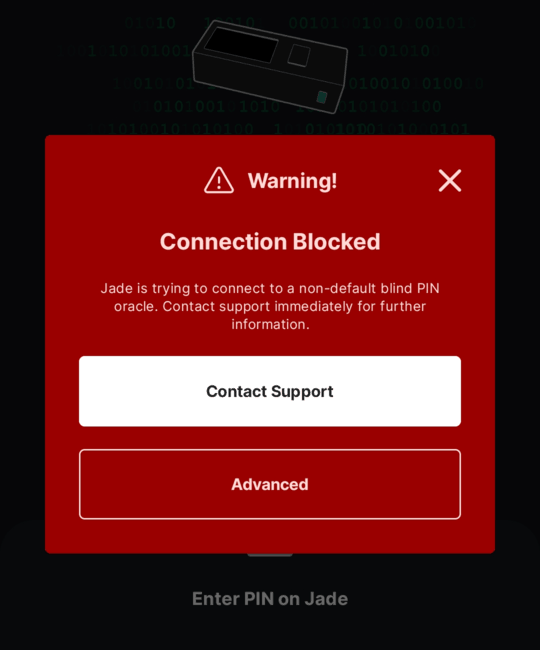 Warning!
Connection Blocked
Jade is trying to connect to a non-default blind PIN
oracle. Contact support immediately for further
information.
Contact Support
Advanced
Enter PIN on Jade